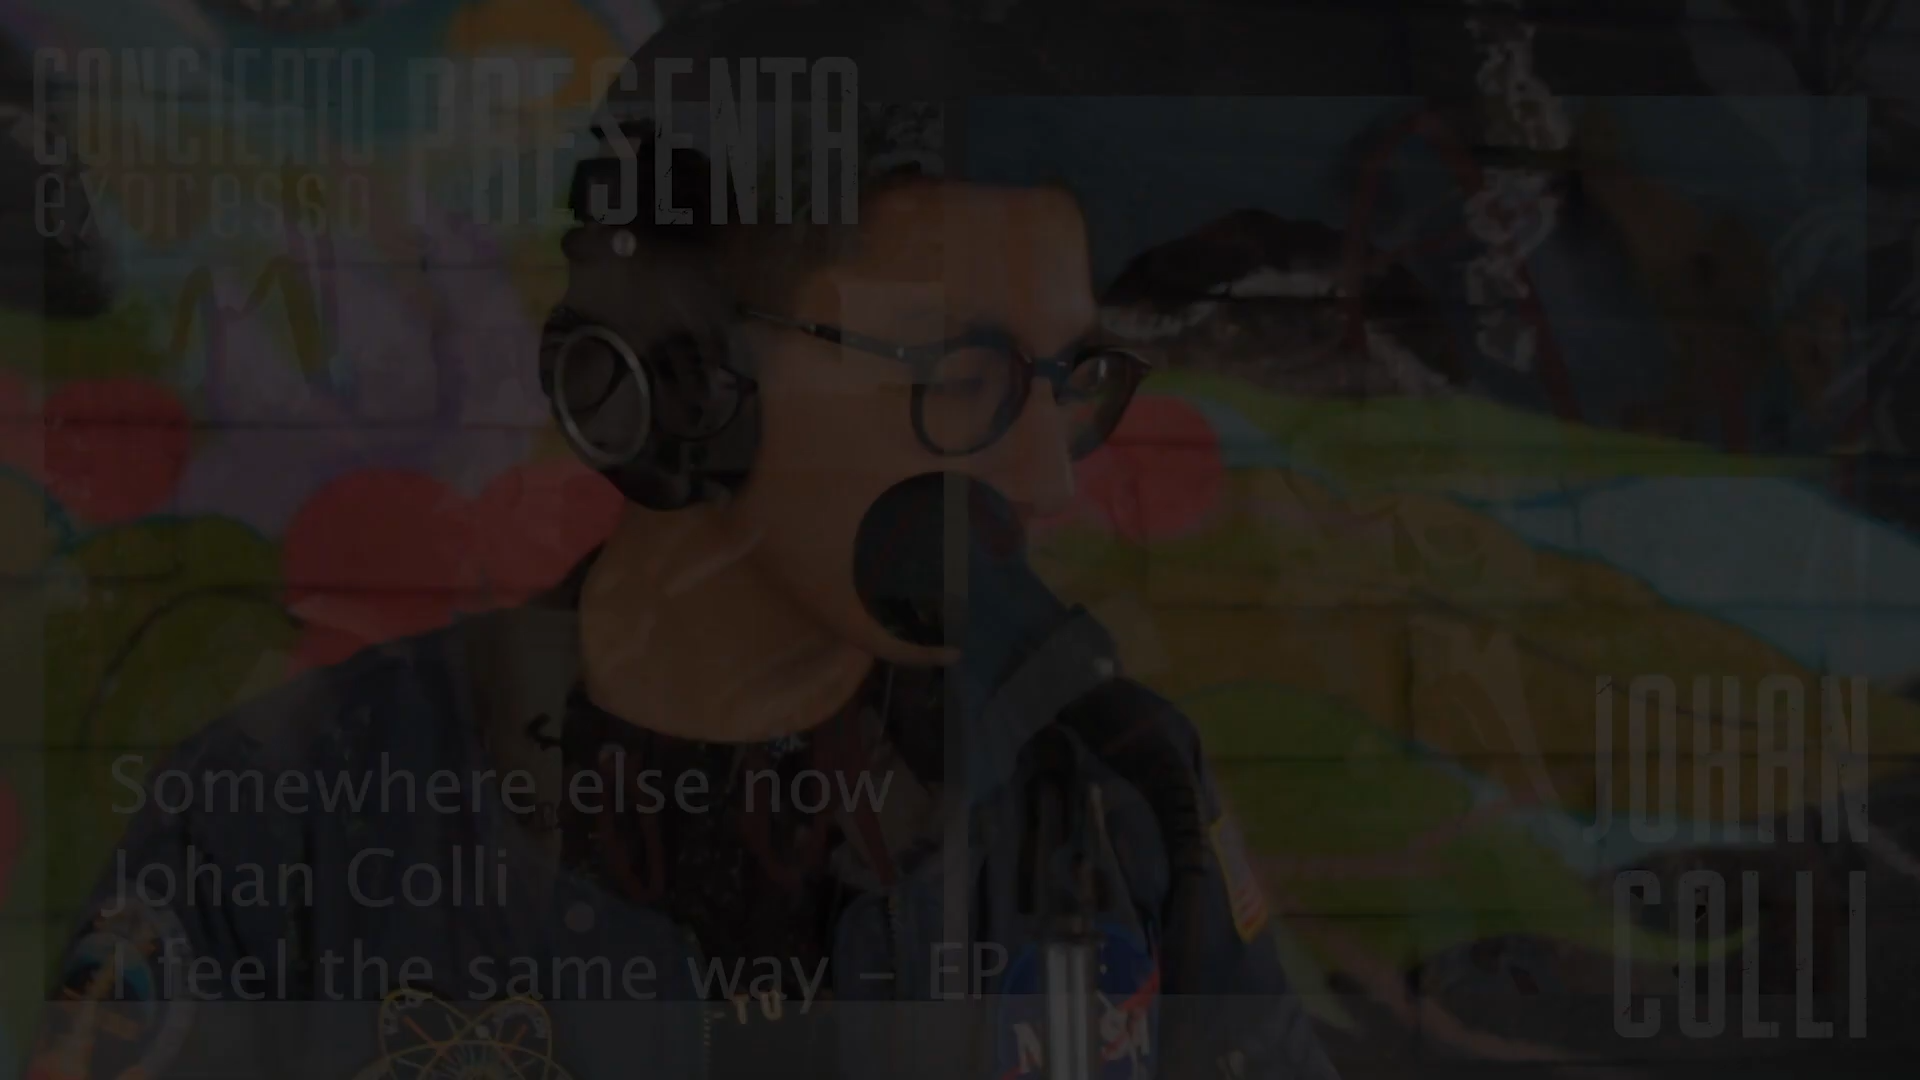 CONCIERTO PRESENTA
expresso
JOHAN
COLLI
Somewhere else now
Johan Colli
I feel the same way – EP